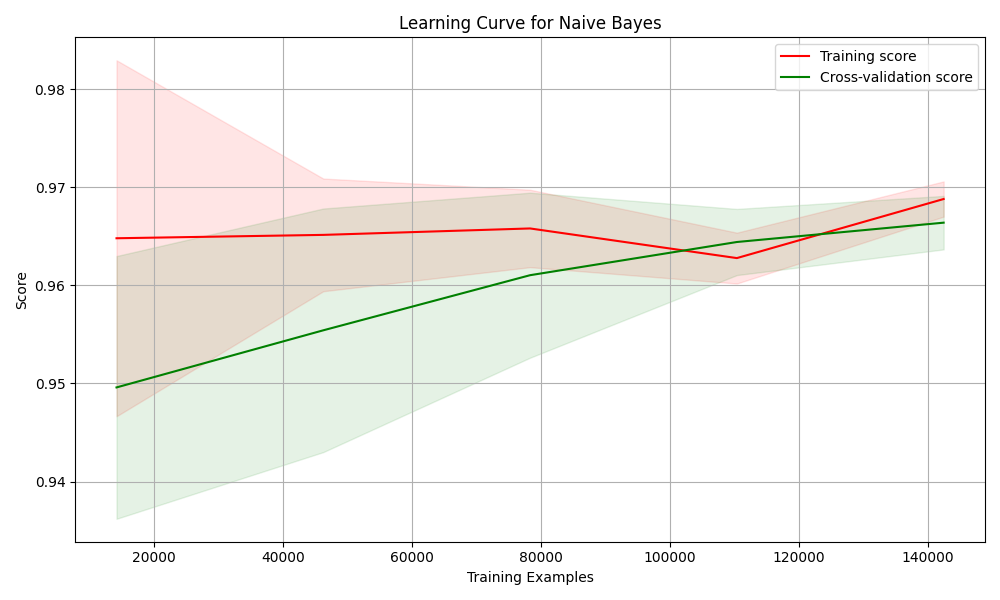 Learning Curve for Naive Bayes
Training score
Cross-validation score
0.98
0.97
0.96
0.95
0.94
Score
20000 40000 60000 80000 100000 120000 140000
Training Examples